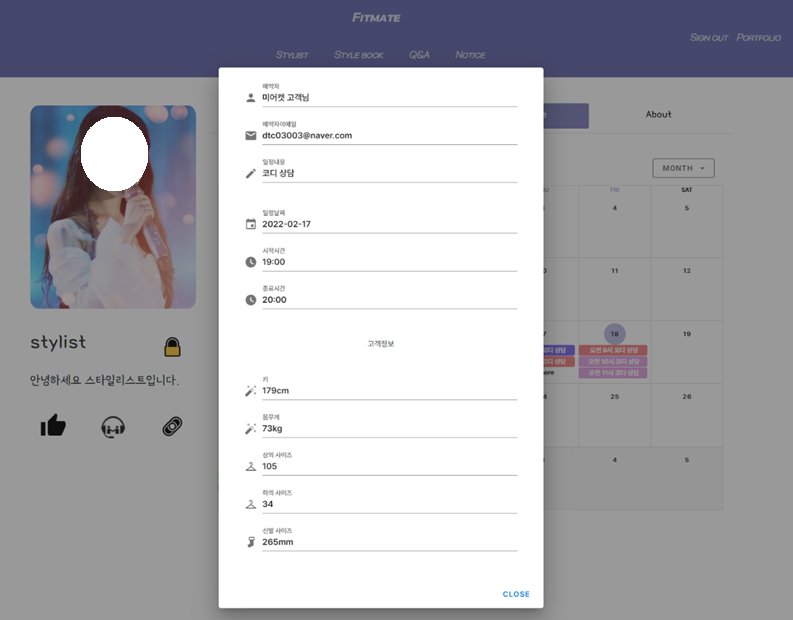 FITMATE
SIGN OUT PORTFOLIO
STYLIST STYLE BOOK Q&A NOTICE
예약자
미어캣 고객님
예약자이메일
dtc03003@naver.com
일정내용
코디 상담
일정날짜
2022-02-17
시작시간
19:00
종료시간
20:00
고객정보
키
179cm
몸무게
73kg
상의 사이즈
105
하의 사이즈
34
신발 사이즈
265mm
CLOSE
stylist
안녕하세요 스타일리스트입니다.
About
MONTH
FRI SAT
4 5
11 12
18 19
코디 상담 오전 9시 코디 상담
오전 10시 코디 상담
오전 11시 코디 상담
25 26
4 5